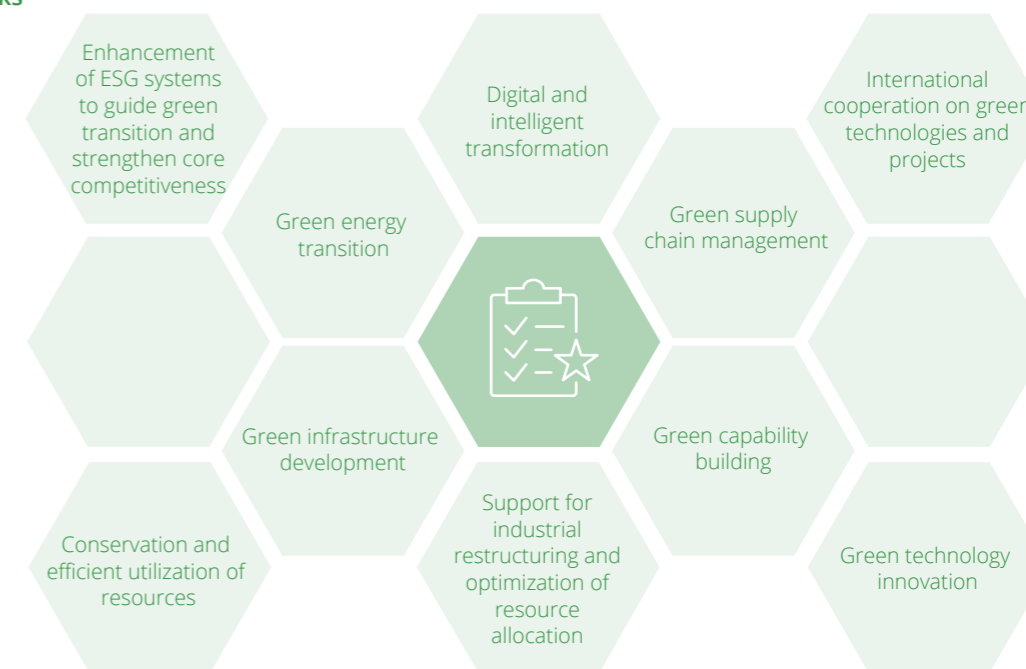 Enhancement
of ESG systems
to guide green
transition and
strengthen core
competitiveness
Digital and
intelligent
transformation
International
cooperation on green
technologies and
projects
Green energy
transition
Green supply
chain management
Green infrastructure
development
Green capability
building
Conservation and
efficient utilization of
resources
Support for
industrial
restructuring and
optimization of
resource
allocation
Green technology
innovation